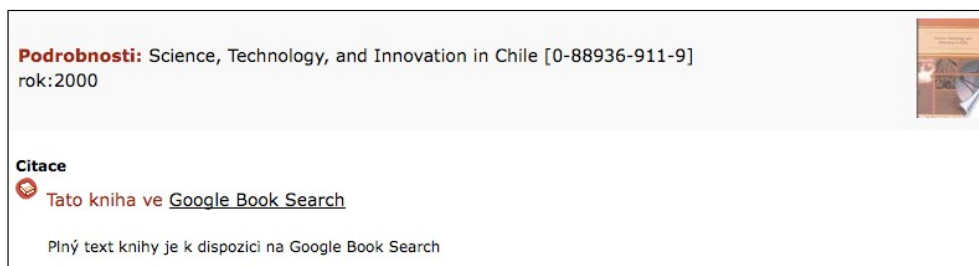 Podrobnosti: Science, Technology, and Innovation in Chile [0-88936-911-9]
rok:2000
Citace
Tato kniha ve Google Book Search
Plný text knihy je k dispozici na Google Book Search